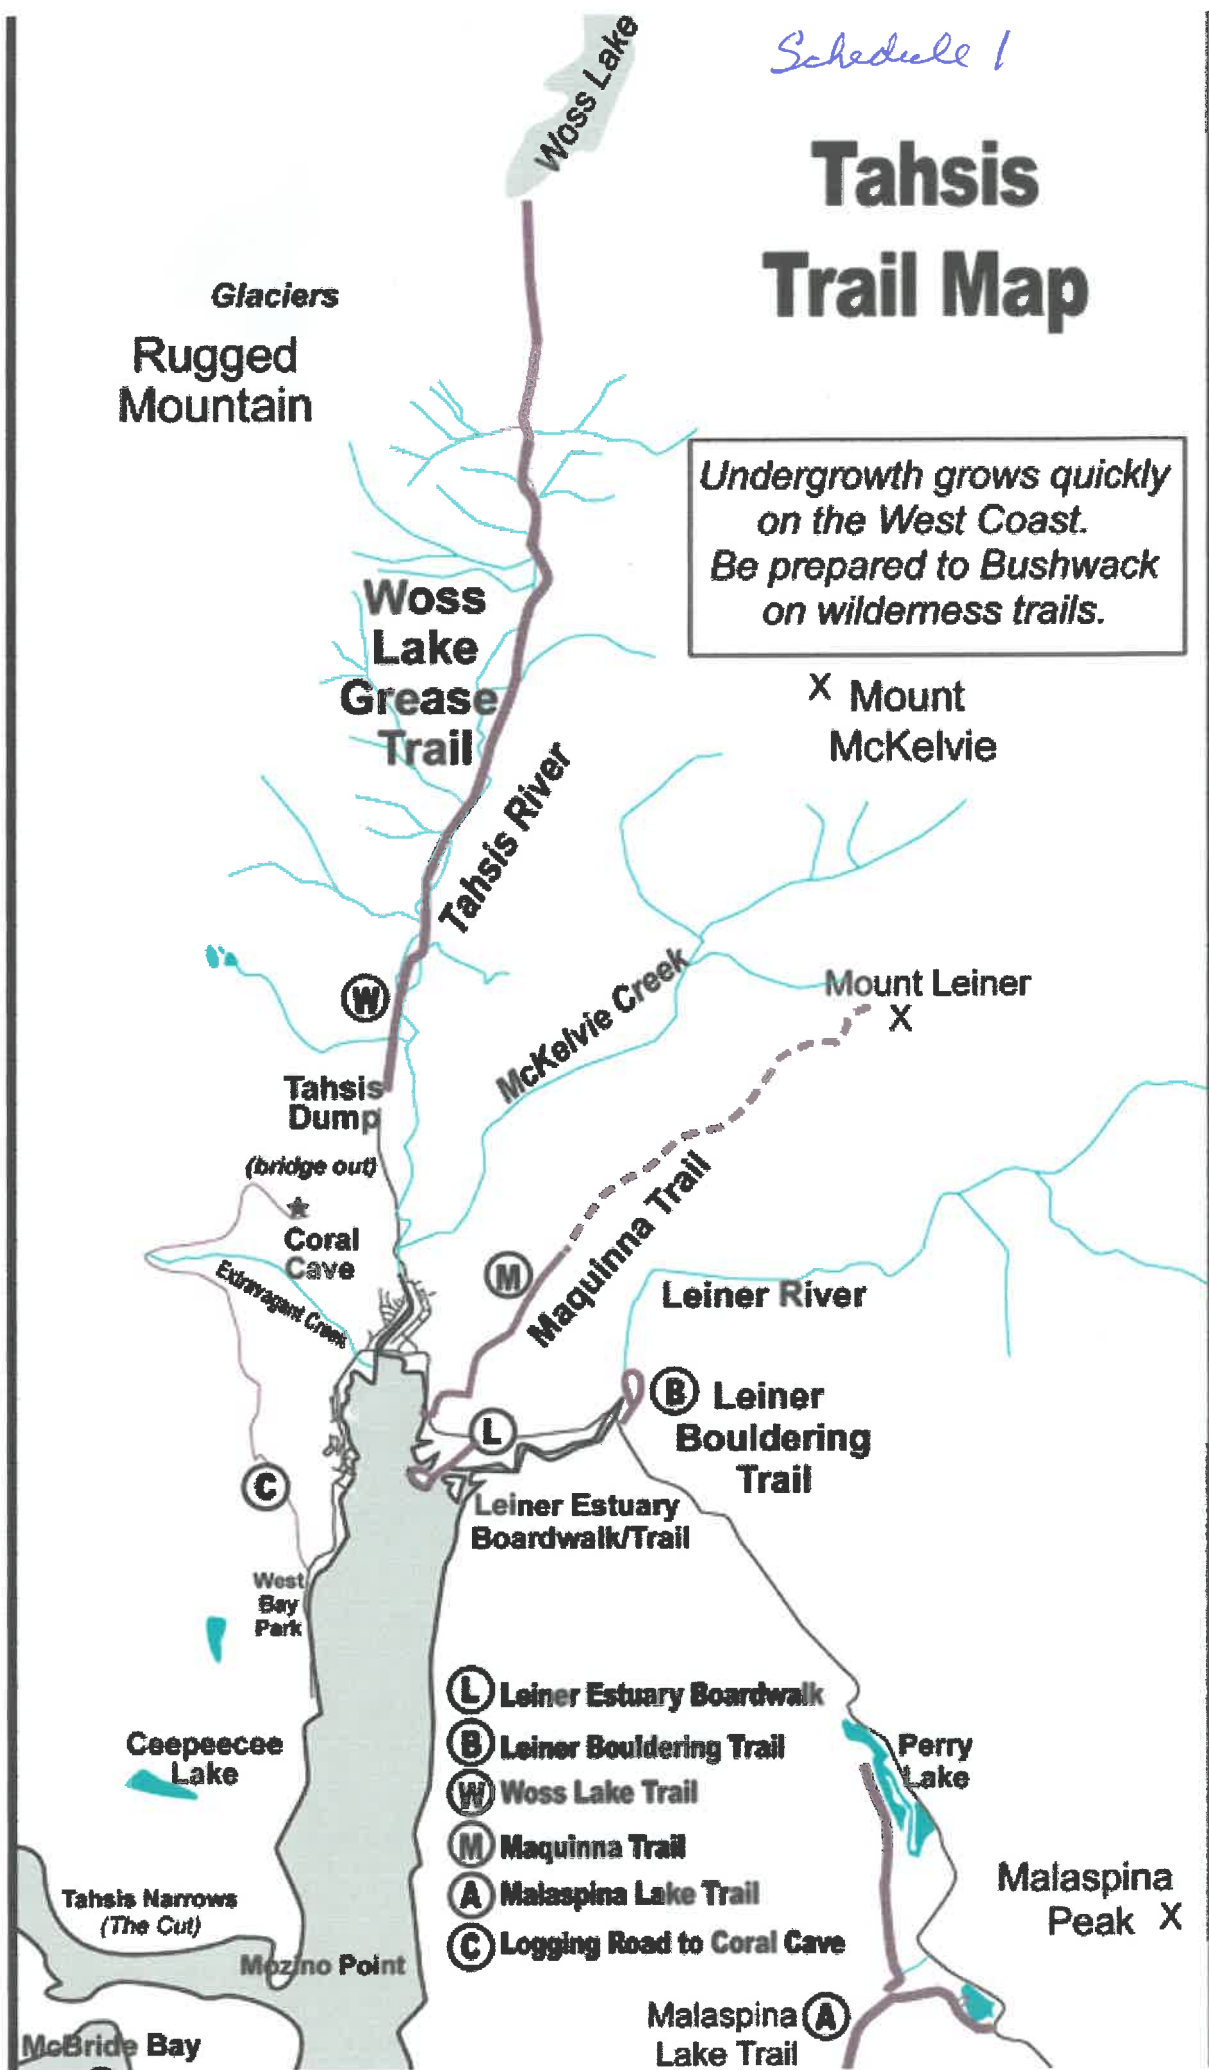 Schedule 1
Woss Lake
Tahsis
Trail Map
Glaciers
Rugged
Mountain
Undergrowth grows quickly
on the West Coast.
Be prepared to Bushwack
on wilderness trails.
Woss
Lake
Grease
Trail
X Mount
McKelvie
Tahsis River
McKelvie Creek
Mount Leiner
X
W
Tahsis
Dump
(bridge out)
Coral
Cave
Extravagant Creek
M
Maquinna Trail
Leiner River
B Leiner
Bouldering
Trail
L
C
Leiner Estuary
Boardwalk/Trail
West
Bay
Park
L Leiner Estuary Boardwalk
B Leiner Bouldering Trail
W Woss Lake Trail
M Maquinna Trail
A Malaspina Lake Trail
C Logging Road to Coral Cave
Ceepeecee
Lake
Perry
Lake
Malaspina
Peak X
Tahsis Narrows
(The Cut)
Mozino Point
McBride Bay
Malaspina A
Lake Trail